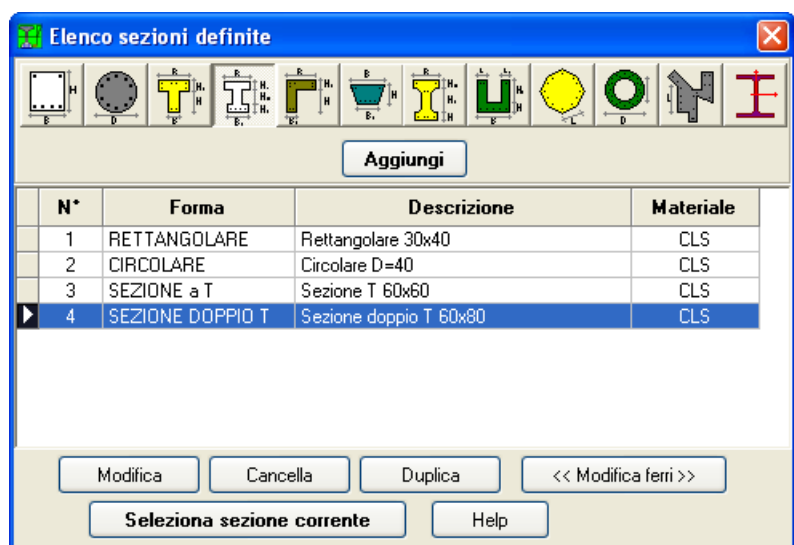 Elenco sezioni definite
Aggiungi
N° Forma Descrizione Materiale
1 RETTANGOLARE Rettangolare 30x40 CLS
2 CIRCOLARE Circolare D=40 CLS
3 SEZIONE a T Sezione T 60x60 CLS
4 SEZIONE DOPPIO T Sezione doppio T 60x80 CLS
Modifica Cancella Duplica << Modifica ferri >>
Seleziona sezione corrente Help